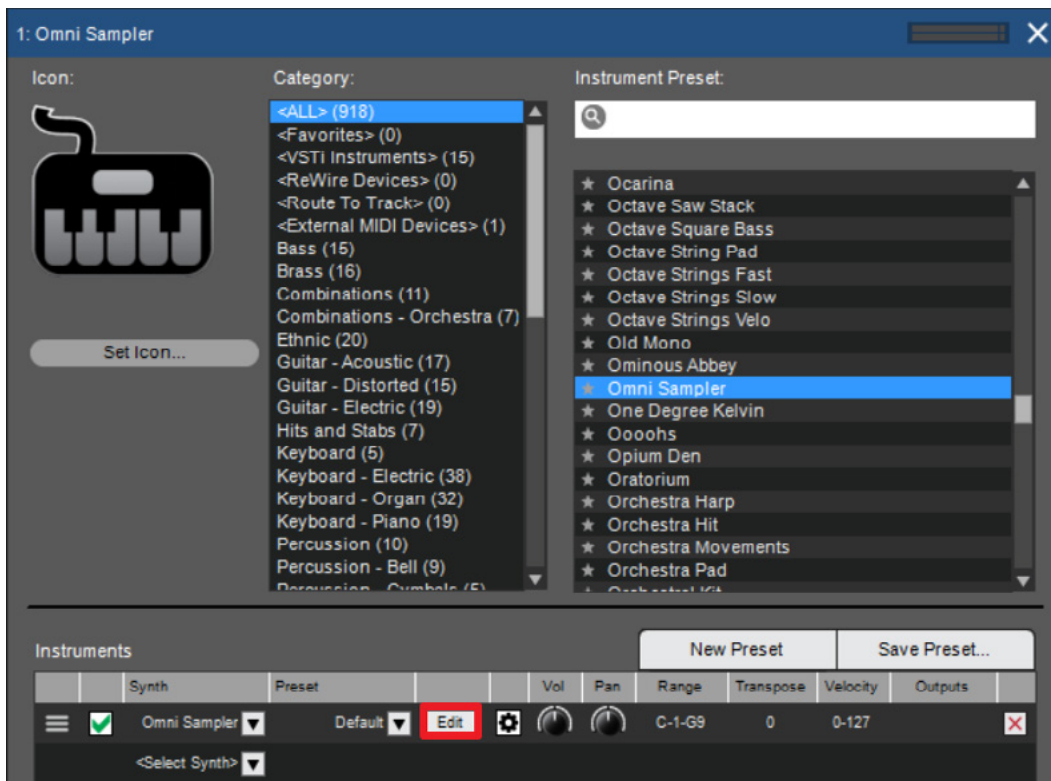 1: Omni Sampler
Icon:
Category:
Instrument Preset:
<ALL> (918)
<Favorites> (0)
<VSTi Instruments> (15)
<ReWire Devices> (0)
<Route To Track> (0)
<External MIDI Devices> (1)
Bass (15)
Brass (16)
Combinations (11)
Combinations - Orchestra (7)
Ethnic (20)
Guitar - Acoustic (17)
Guitar - Distorted (15)
Guitar - Electric (19)
Hits and Stabs (7)
Keyboard (5)
Keyboard - Electric (38)
Keyboard - Organ (32)
Keyboard - Piano (19)
Percussion (10)
Percussion - Bell (9)
Percussion - Cymbals (5)
Ocarina
Octave Saw Stack
Octave Square Bass
Octave String Pad
Octave Strings Fast
Octave Strings Slow
Octave Strings Velo
Old Mono
Ominous Abbey
Omni Sampler
One Degree Kelvin
Oooohs
Opium Den
Oratorium
Orchestra Harp
Orchestra Hit
Orchestra Movements
Orchestra Pad
Orchestral Kit
Set Icon...
Instruments
New Preset
Save Preset...
Synth Preset Vol Pan Range Transpose Velocity Outputs
Omni Sampler Default Edit C-1-G9 0 0-127
<Select Synth>